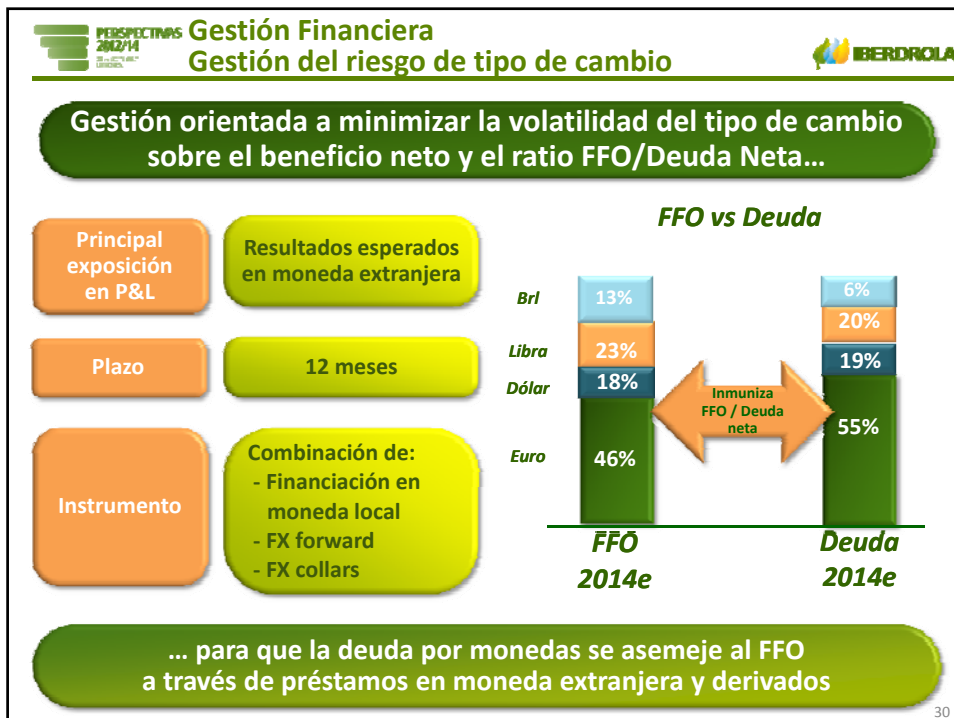 PERSPECTIVAS
2012/14
Gestión Financiera
Gestión del riesgo de tipo de cambio
IBERDROLA
Gestión orientada a minimizar la volatilidad del tipo de cambio
sobre el beneficio neto y el ratio FFO/Deuda Neta…
Principal
exposición
en P&L
Resultados esperados
en moneda extranjera
Plazo
12 meses
Instrumento
Combinación de:
- Financiación en
moneda local
- FX forward
- FX collars
FFO vs Deuda
Brl
13%
6%
Libra
23%
20%
Dólar
18%
19%
Euro
46%
55%
Inmuniza
FFO / Deuda
neta
FFO
2014e
Deuda
2014e
… para que la deuda por monedas se asemeje al FFO
a través de préstamos en moneda extranjera y derivados
30